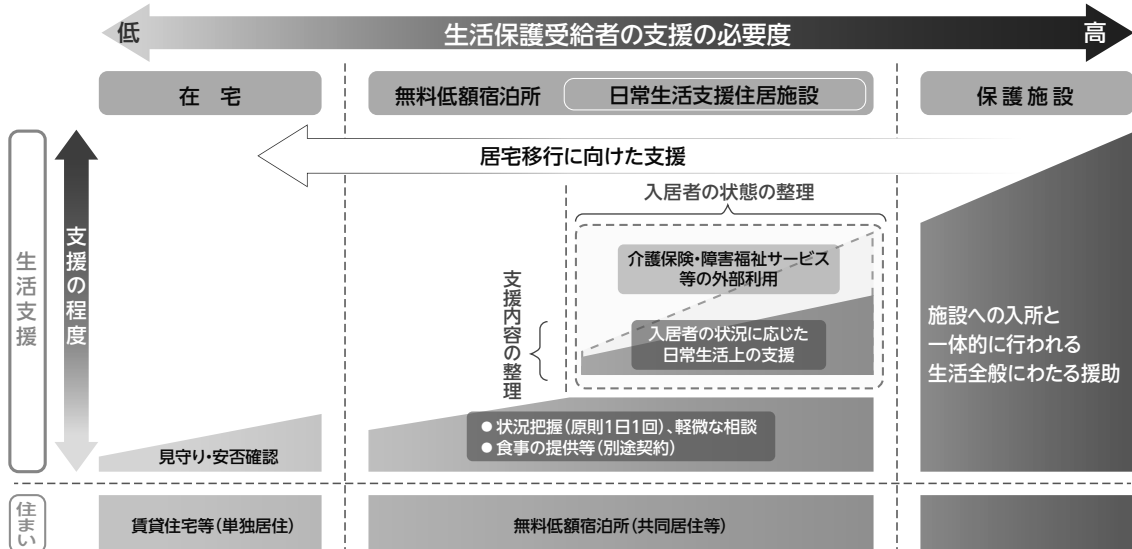 低
生活保護受給者の支援の必要度
高
在 宅
無料低額宿泊所
日常生活支援住居施設
保護施設
居宅移行に向けた支援
入居者の状態の整理
生活支援
支援の程度
介護保険・障害福祉サービス
等の外部利用
支援内容の整理
入居者の状況に応じた
日常生活上の支援
施設への入所と
一体的に行われる
生活全般にわたる援助
●状況把握(原則1日1回)、軽微な相談
●食事の提供等(別途契約)
見守り・安否確認
住まい
賃貸住宅等(単独居住)
無料低額宿泊所(共同居住等)